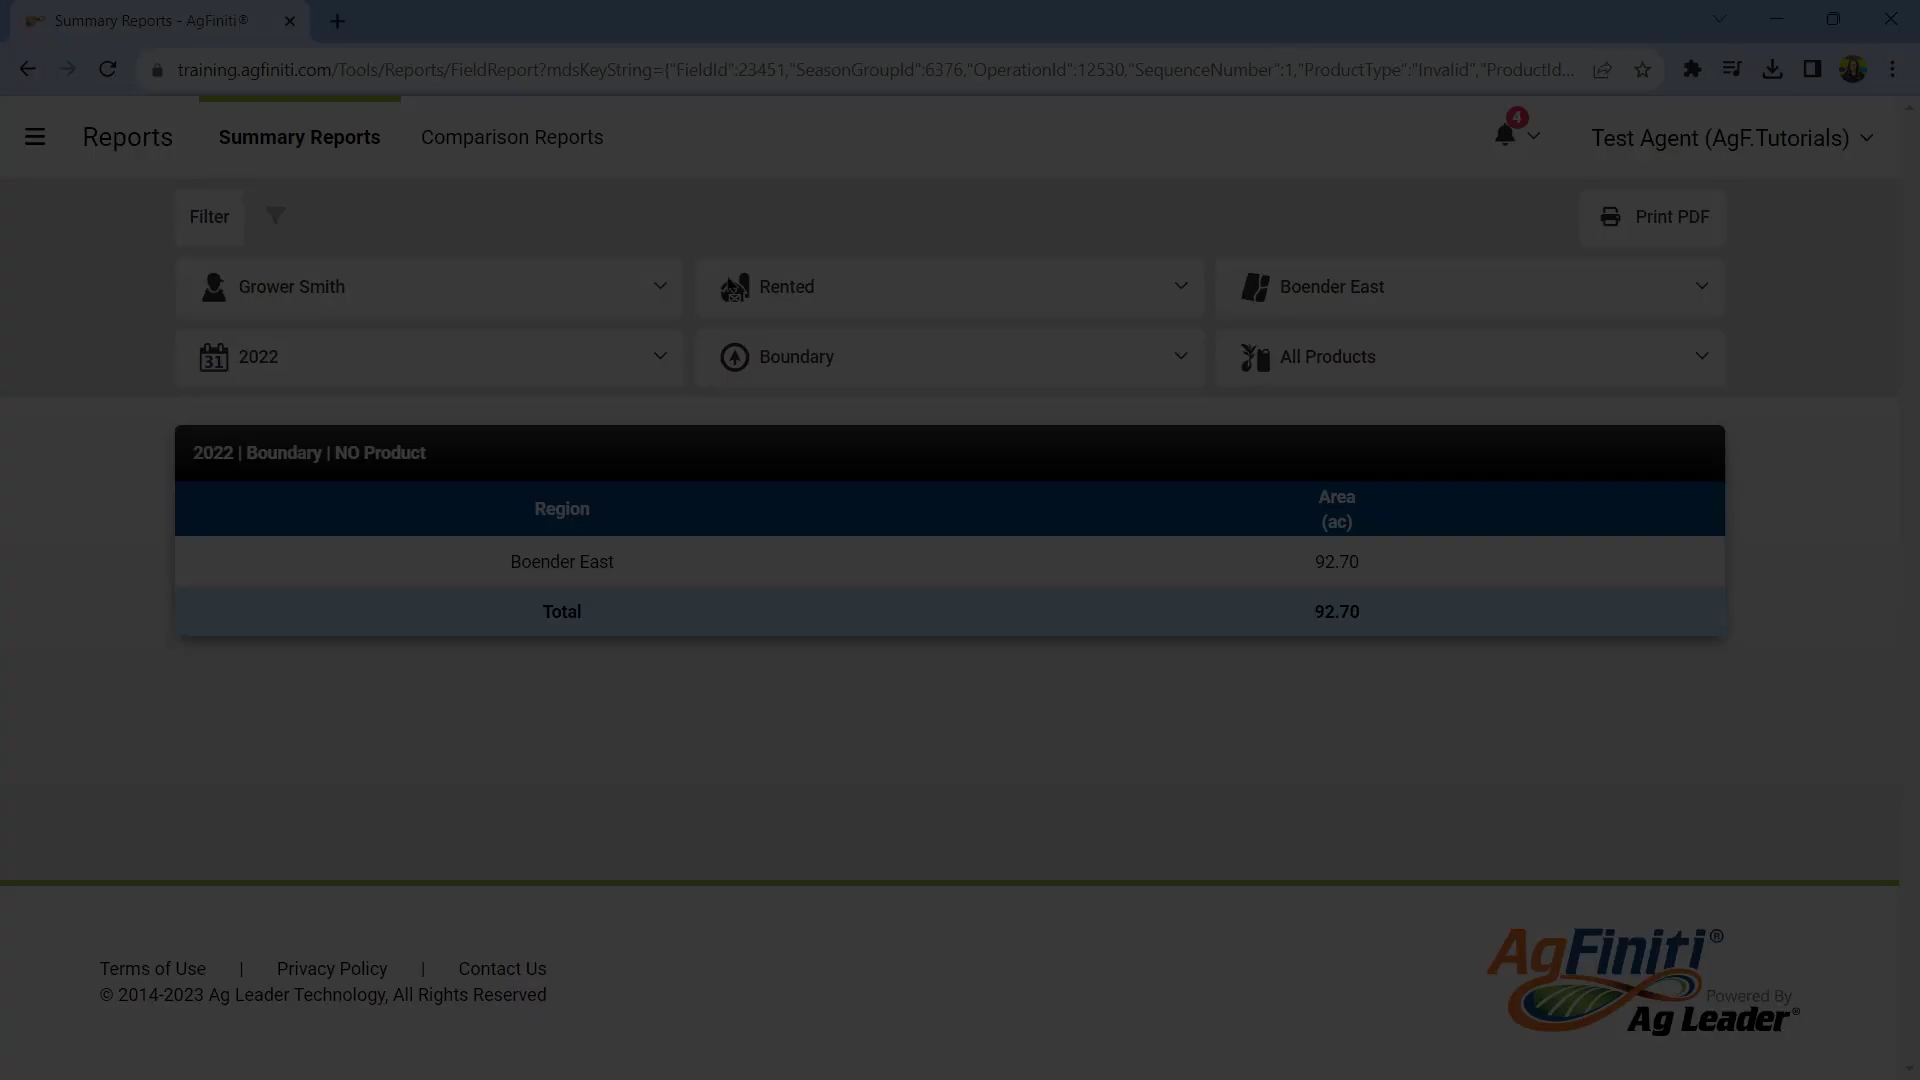 Summary Reports - AgFiniti®
training.agfiniti.com/Tools/Reports/FieldReport?mdsKeyString={"FieldId":23451,"SeasonGroupId":6376,"OperationId":12530,"SequenceNumber":1,"ProductType":"Invalid","ProductId...
Reports
Summary Reports
Comparison Reports
4
Test Agent (AgF.Tutorials)
Filter
Print PDF
Grower Smith
Rented
Boender East
31
2022
Boundary
All Products
2022 | Boundary | NO Product
Region
Area
(ac)
Boender East
92.70
Total
92.70
Terms of Use | Privacy Policy | Contact Us
© 2014-2023 Ag Leader Technology, All Rights Reserved
AgFiniti®
Powered By
Ag Leader®